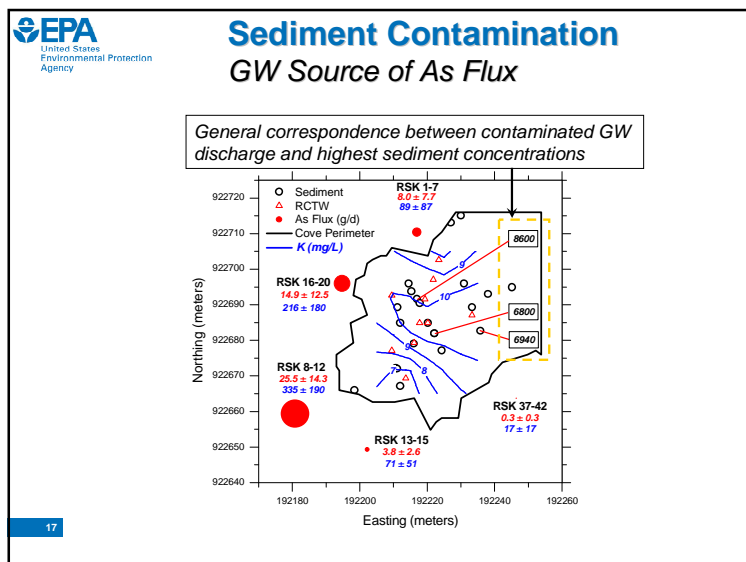 EPA
United States
Environmental Protection
Agency
Sediment Contamination
GW Source of As Flux
General correspondence between contaminated GW
discharge and highest sediment concentrations
Sediment
RCTW
As Flux (g/d)
Cove Perimeter
K (mg/L)
RSK 1-7
8.0 ± 7.7
89 ± 87
RSK 16-20
14.9 ± 12.5
216 ± 180
RSK 8-12
25.5 ± 14.3
335 ± 190
RSK 13-15
3.8 ± 2.6
71 ± 51
RSK 37-42
0.3 ± 0.3
17 ± 17
8600
6800
6940
9
10
9
8
7
922720
922710
922700
922690
922680
922670
922660
922650
922640
Northing (meters)
192180 192200 192220 192240 192260
Easting (meters)
17